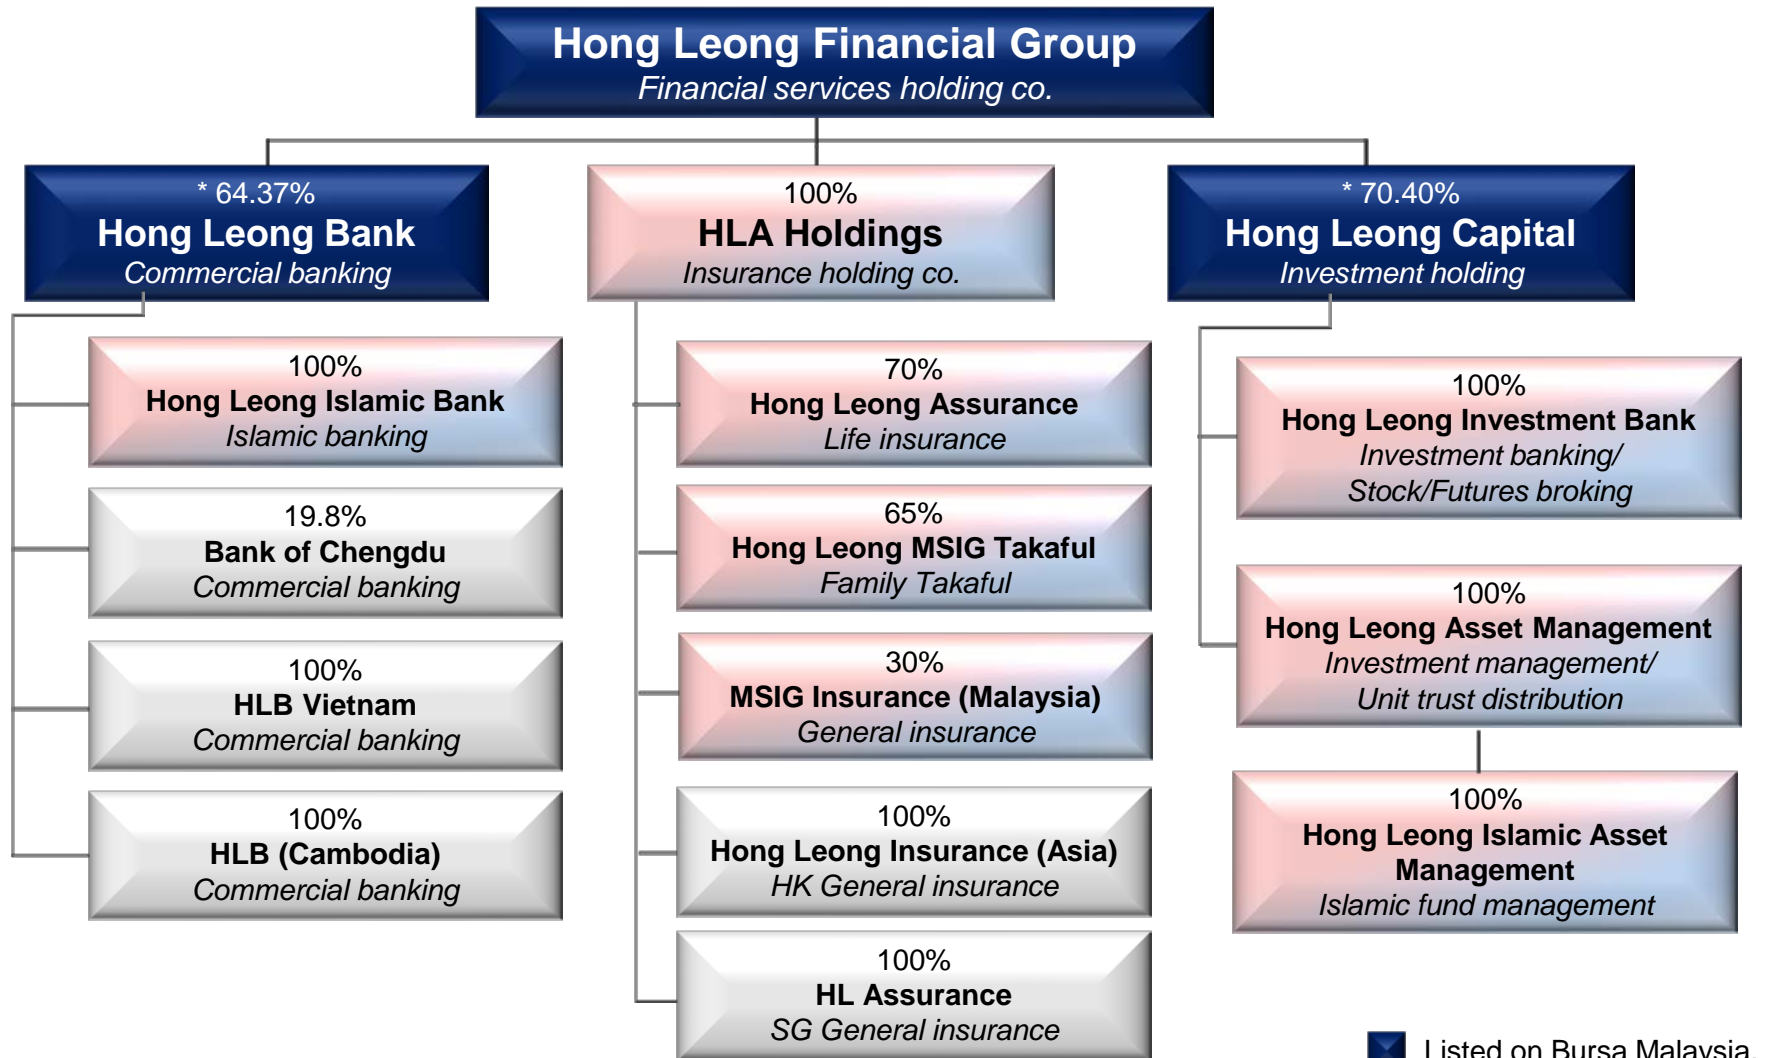 Hong Leong Financial Group
Financial services holding co.
* 64.37%
Hong Leong Bank
Commercial banking
100%
Hong Leong Islamic Bank
Islamic banking
19.8%
Bank of Chengdu
Commercial banking
100%
HLB Vietnam
Commercial banking
100%
HLB (Cambodia)
Commercial banking
100%
HLA Holdings
Insurance holding co.
70%
Hong Leong Assurance
Life insurance
65%
Hong Leong MSIG Takaful
Family Takaful
30%
MSIG Insurance (Malaysia)
General insurance
100%
Hong Leong Insurance (Asia)
HK General insurance
100%
HL Assurance
SG General insurance
* 70.40%
Hong Leong Capital
Investment holding
100%
Hong Leong Investment Bank
Investment banking/
Stock/Futures broking
100%
Hong Leong Asset Management
Investment management/
Unit trust distribution
100%
Hong Leong Islamic Asset
Management
Islamic fund management
Listed on Bursa Malaysia.